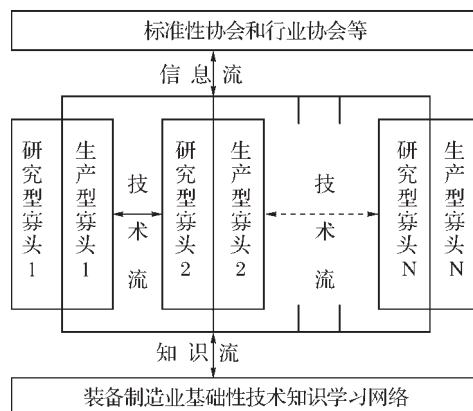 标准性协会和行业协会等
信息流
研究型寡头1
生产型寡头1
技术流
研究型寡头2
生产型寡头2
技术流
研究型寡头N
生产型寡头N
知识流
装备制造业基础性技术知识学习网络